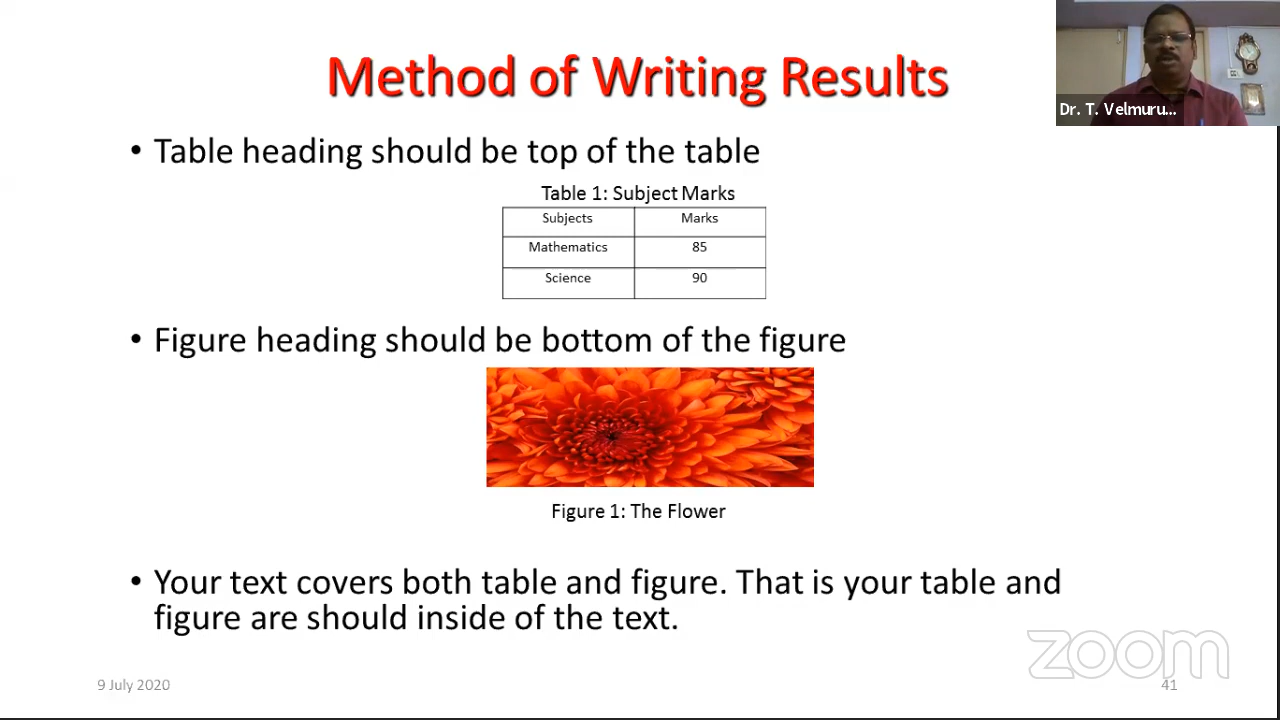 Method of Writing Results
Dr. T. Velmuru...
• Table heading should be top of the table
Table 1: Subject Marks
Subjects Marks
Mathematics 85
Science 90
• Figure heading should be bottom of the figure
Figure 1: The Flower
• Your text covers both table and figure. That is your table and
figure are should inside of the text.
zoom
9 July 2020
41